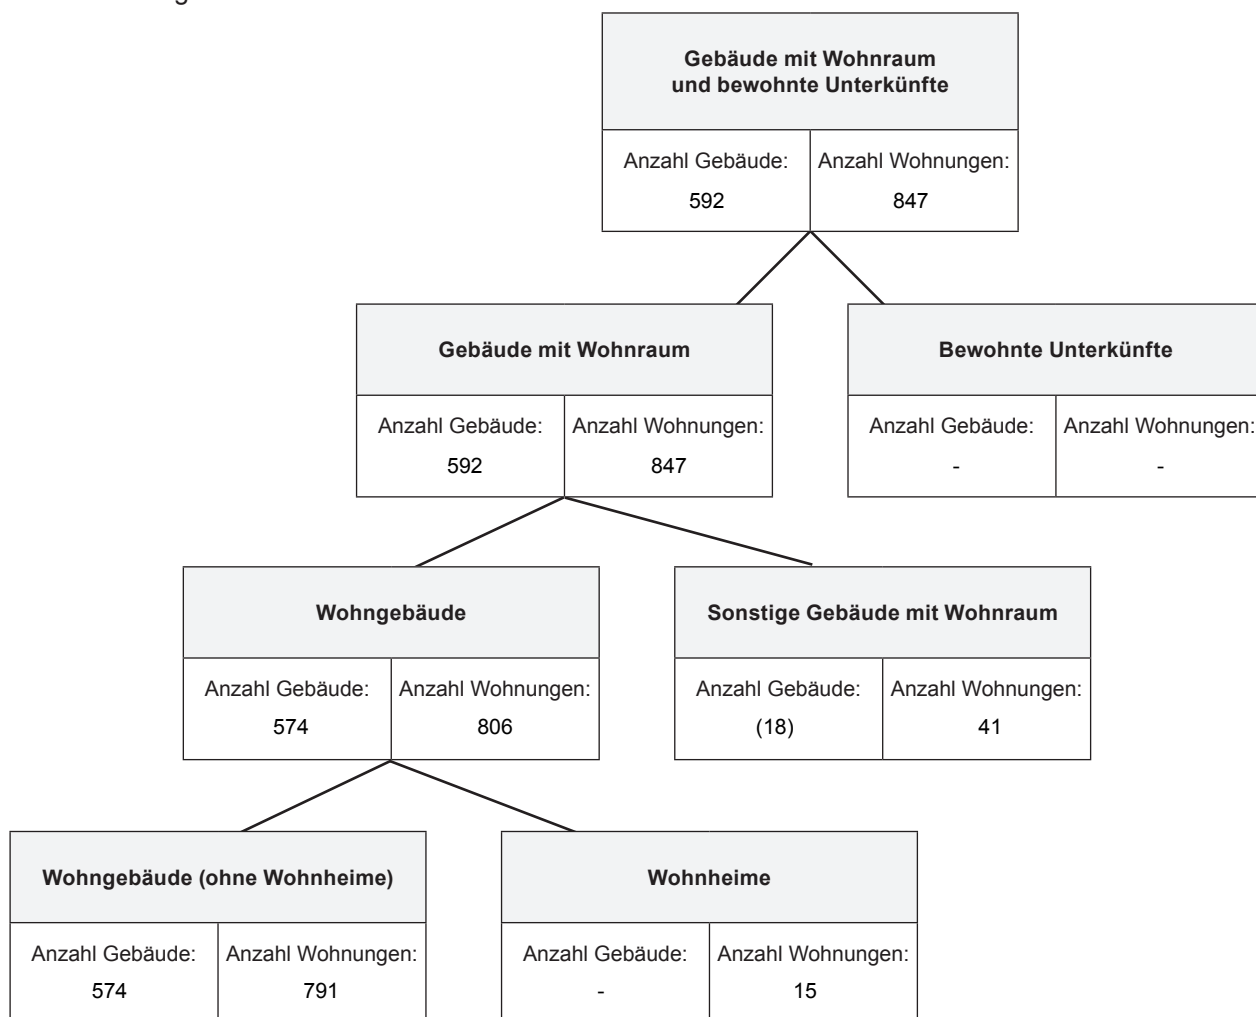 Gebäude mit Wohnraum
und bewohnte Unterkünfte
Anzahl Gebäude:
592
Anzahl Wohnungen:
847
Gebäude mit Wohnraum
Anzahl Gebäude:
592
Anzahl Wohnungen:
847
Bewohnte Unterkünfte
Anzahl Gebäude:
-
Anzahl Wohnungen:
-
Wohngebäude
Anzahl Gebäude:
574
Anzahl Wohnungen:
806
Sonstige Gebäude mit Wohnraum
Anzahl Gebäude:
(18)
Anzahl Wohnungen:
41
Wohngebäude (ohne Wohnheime)
Anzahl Gebäude:
574
Anzahl Wohnungen:
791
Wohnheime
Anzahl Gebäude:
-
Anzahl Wohnungen:
15